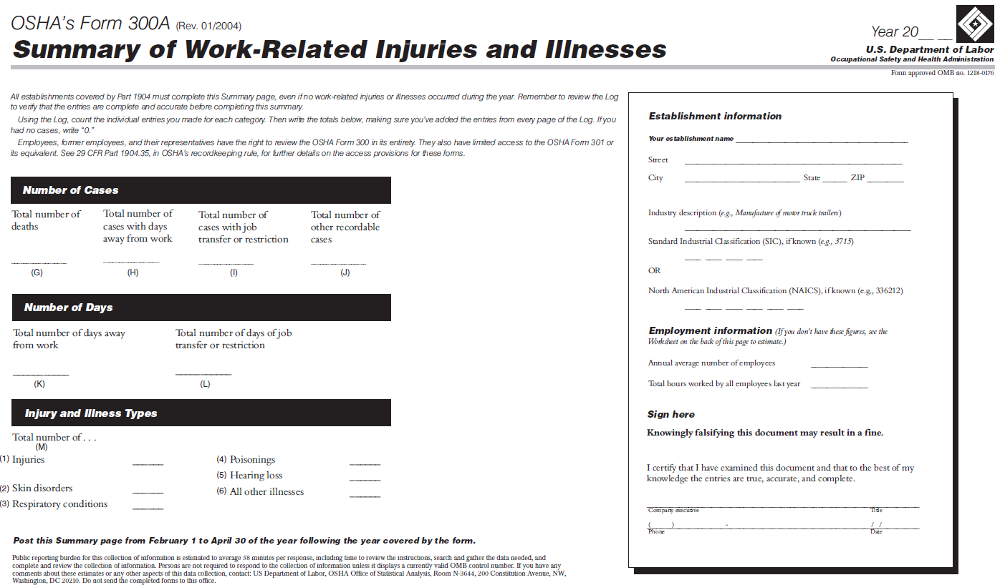 OSHA's Form 300A (Rev. 01/2004)
Summary of Work-Related Injuries and Illnesses
Year 20__ __
U.S. Department of Labor
Occupational Safety and Health Administration
Form approved OMB no. 1218-0176
All establishments covered by Part 1904 must complete this Summary page, even if no work-related injuries or illnesses occurred during the year. Remember to review the Log
to verify that the entries are complete and accurate before completing this summary.
Using the Log, count the individual entries you made for each category. Then write the totals below, making sure you've added the entries from every page of the Log. If you
had no cases, write "0."
Employees, former employees, and their representatives have the right to review the OSHA Form 300 in its entirety. They also have limited access to the OSHA Form 301 or
its equivalent. See 29 CFR Part 1904.35, in OSHA's recordkeeping rule, for further details on the access provisions for these forms.
Number of Cases
Total number of
deaths
Total number of
cases with days
away from work
Total number of
cases with job
transfer or restriction
Total number of
other recordable
cases
(G) (H) (I) (J)
Number of Days
Total number of days away
from work
Total number of days of job
transfer or restriction
(K) (L)
Injury and Illness Types
Total number of . . .
(M)
(1) Injuries
(2) Skin disorders
(3) Respiratory conditions
(4) Poisonings
(5) Hearing loss
(6) All other illnesses
Post this Summary page from February 1 to April 30 of the year following the year covered by the form.
Public reporting burden for this collection of information is estimated to average 58 minutes per response, including time to review the instructions, search and gather the data needed, and
complete and review the collection of information. Persons are not required to respond to the collection of information unless it displays a currently valid OMB control number. If you have any
comments about these estimates or any other aspects of this data collection, contact: US Department of Labor, OSHA Office of Statistical Analysis, Room N-3644, 200 Constitution Avenue, NW,
Washington, DC 20210. Do not send the completed forms to this office.
Establishment information
Your establishment name
Street
City State ZIP
Industry description (e.g., Manufacture of motor truck trailers)
Standard Industrial Classification (SIC), if known (e.g., 3715)
OR
North American Industrial Classification (NAICS), if known (e.g., 336212)
Employment information (If you don't have these figures, see the
Worksheet on the back of this page to estimate.)
Annual average number of employees
Total hours worked by all employees last year
Sign here
Knowingly falsifying this document may result in a fine.
I certify that I have examined this document and that to the best of my
knowledge the entries are true, accurate, and complete.
Company executive Title
( ) - / /
Phone Date